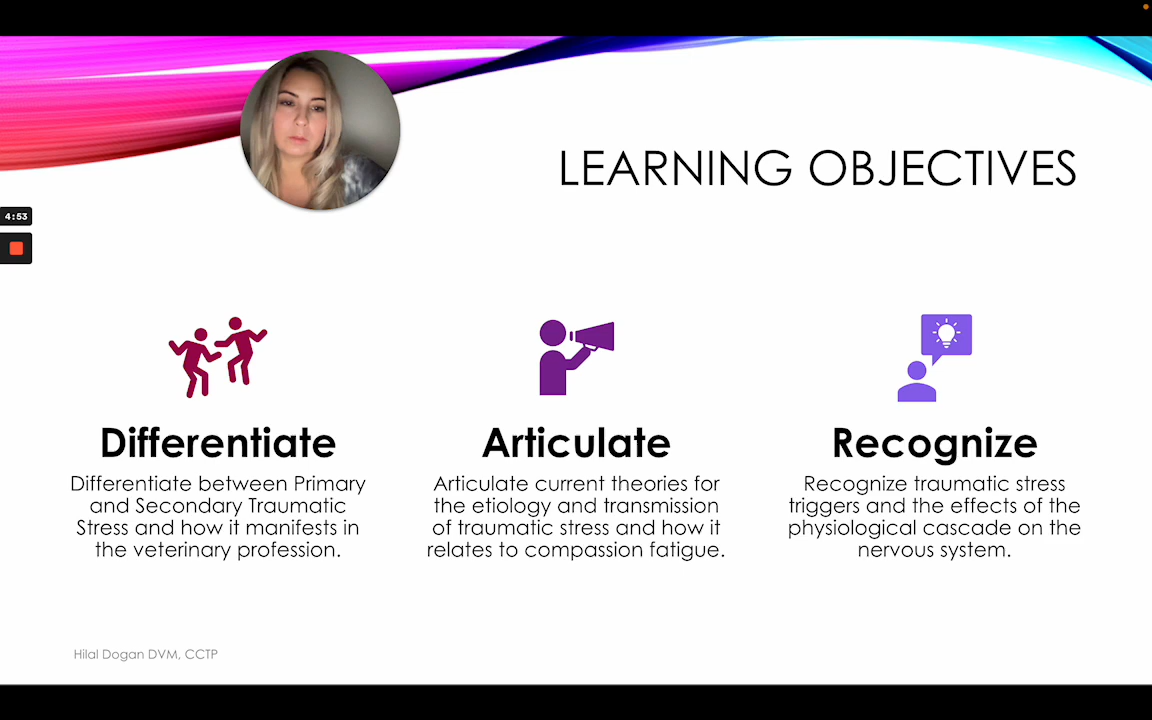 LEARNING OBJECTIVES
4:53
Differentiate
Differentiate between Primary
and Secondary Traumatic
Stress and how it manifests in
the veterinary profession.
Articulate
Articulate current theories for
the etiology and transmission
of traumatic stress and how it
relates to compassion fatigue.
Recognize
Recognize traumatic stress
triggers and the effects of the
physiological cascade on the
nervous system.
Hilal Dogan DVM, CCTP